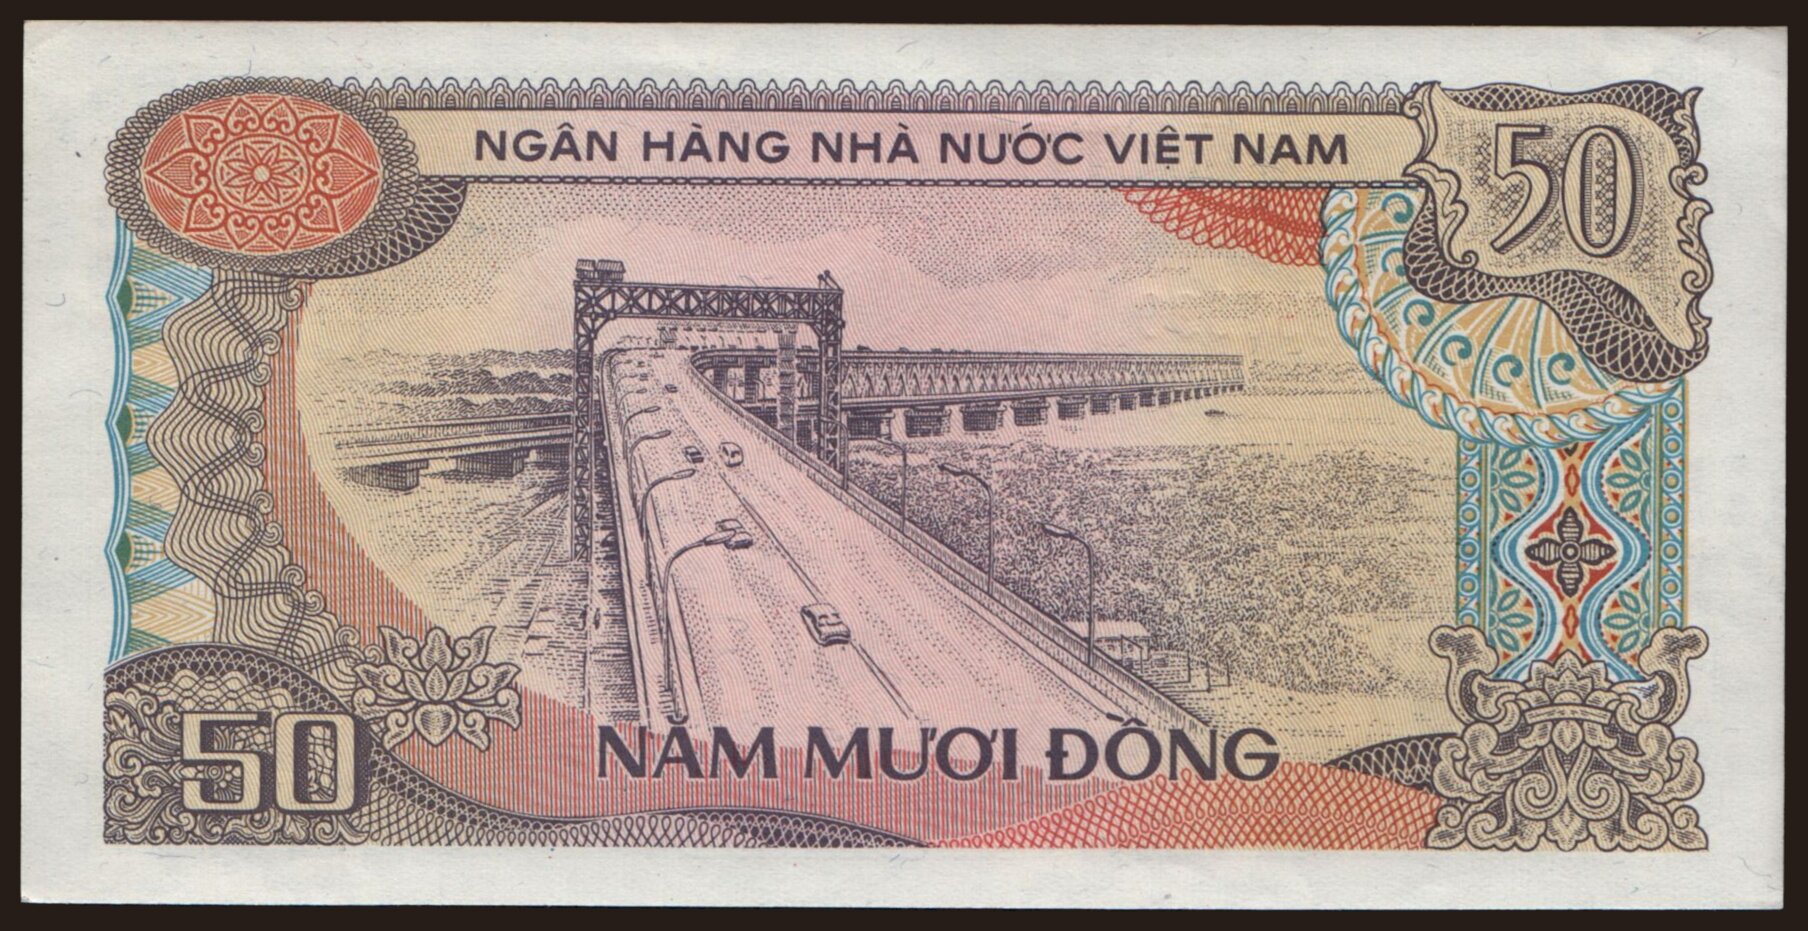 NGÂN HÀNG NHÀ NƯỚC VIỆT NAM
50
50
NĂM MƯƠI ĐỒNG